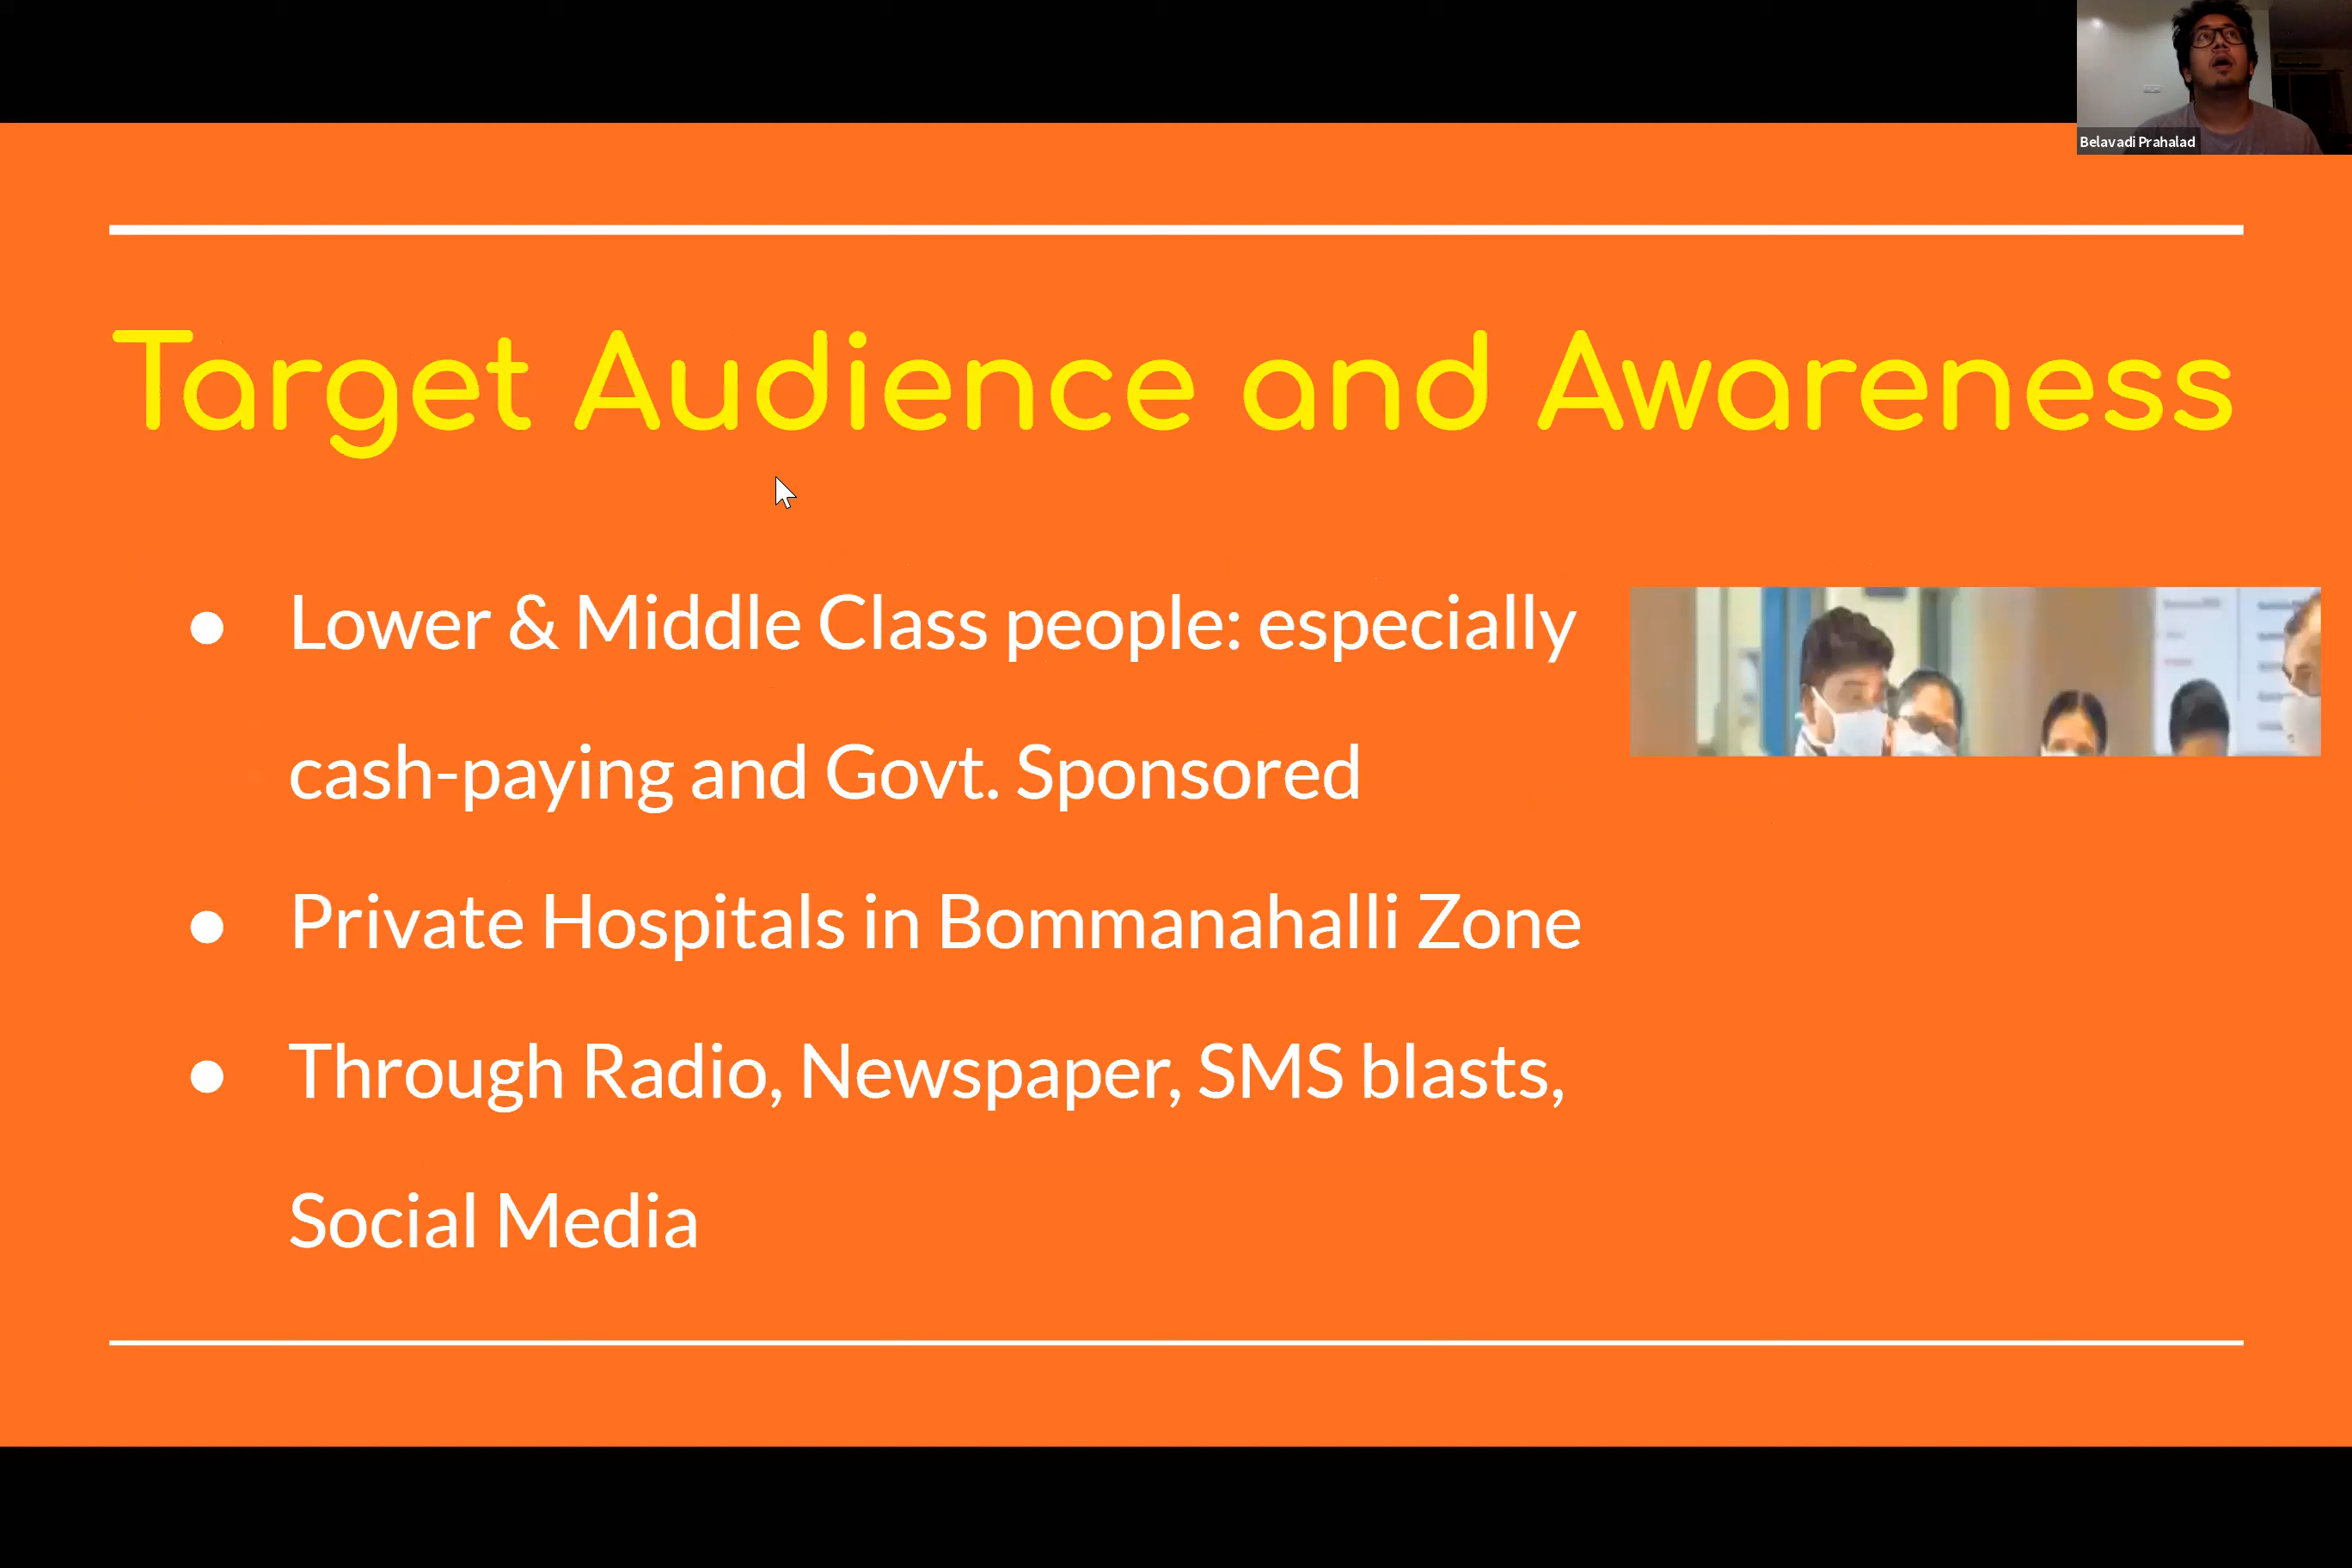 Belavadi Prahalad
Target Audience and Awareness
● Lower & Middle Class people: especially
cash-paying and Govt. Sponsored
● Private Hospitals in Bommanahalli Zone
● Through Radio, Newspaper, SMS blasts,
Social Media